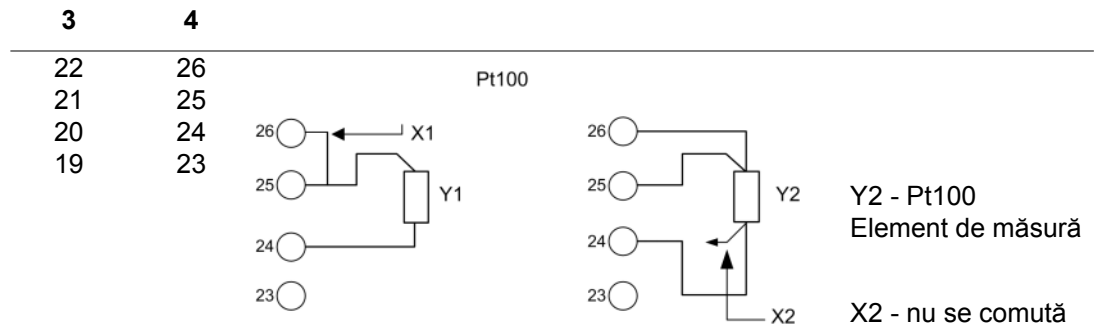 3 4
22 26
Pt100
21 25
20 24
26 X1 26
19 23
25 Y1 25 Y2
Y2 - Pt100
Element de măsură
24 24
23 23
X2 X2 - nu se comută